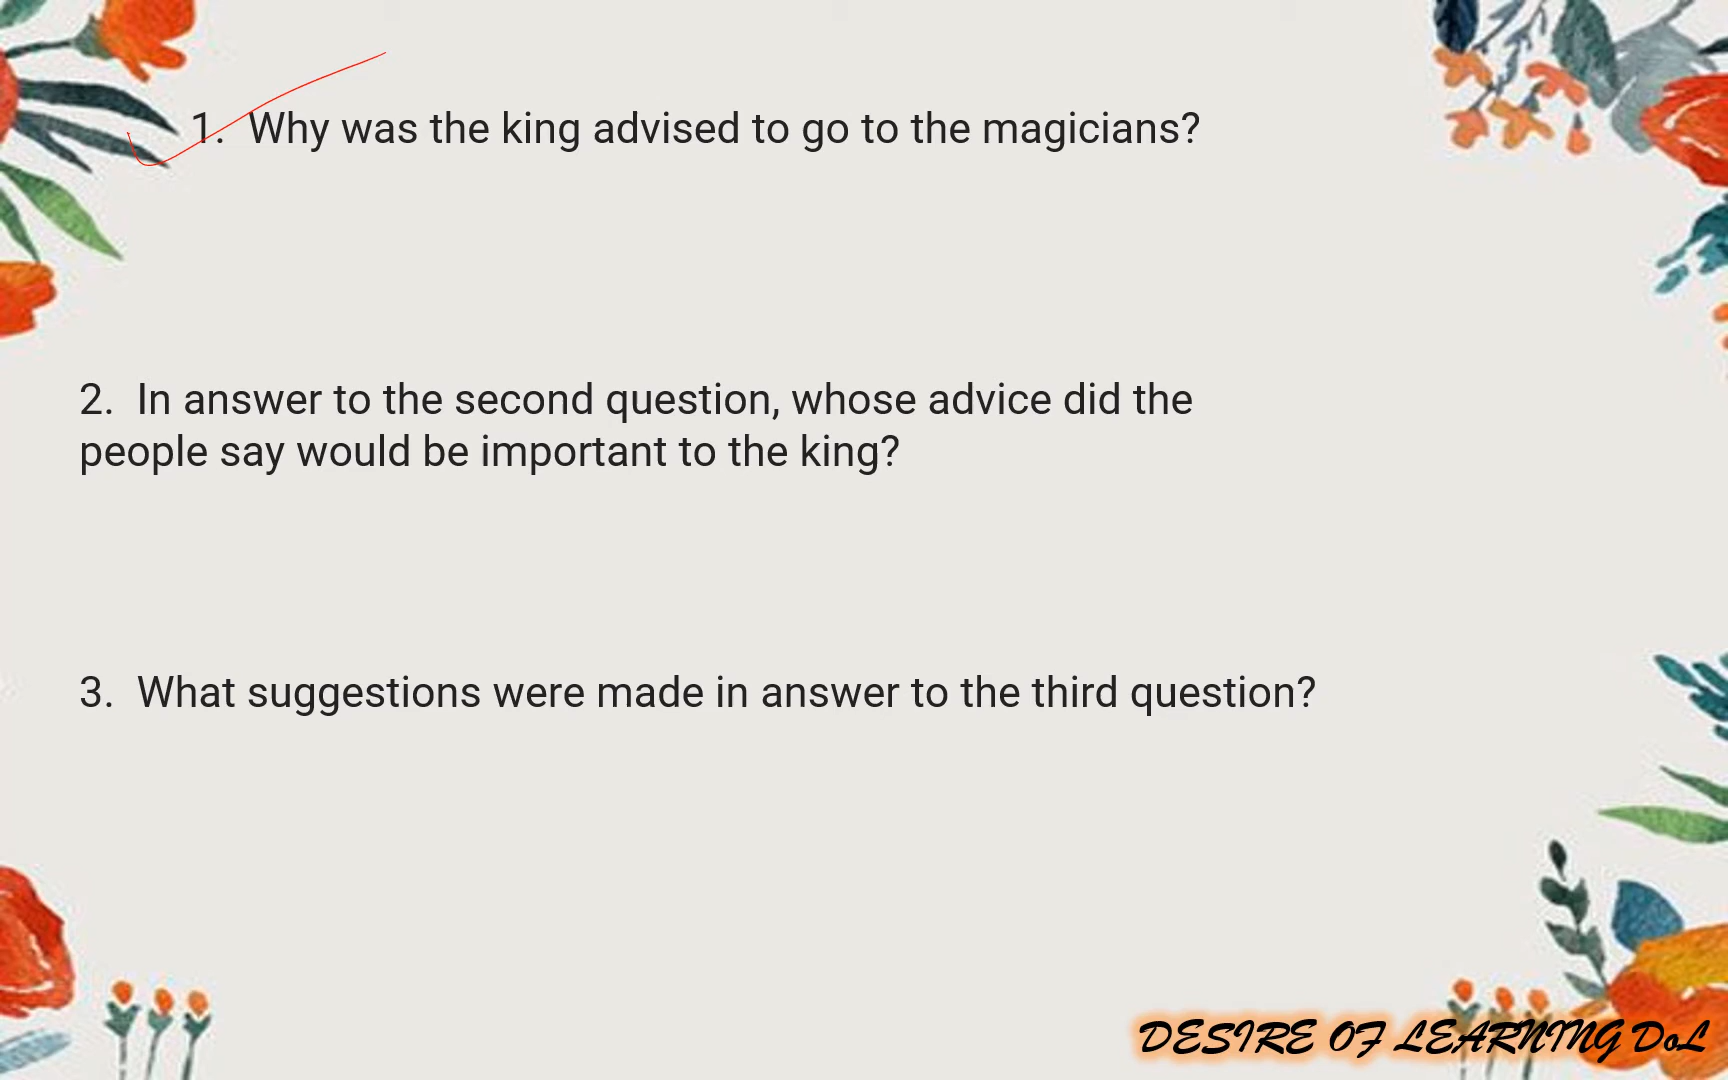 1. Why was the king advised to go to the magicians?
2. In answer to the second question, whose advice did the
people say would be important to the king?
3. What suggestions were made in answer to the third question?
DESIRE OF LEARNING DoL